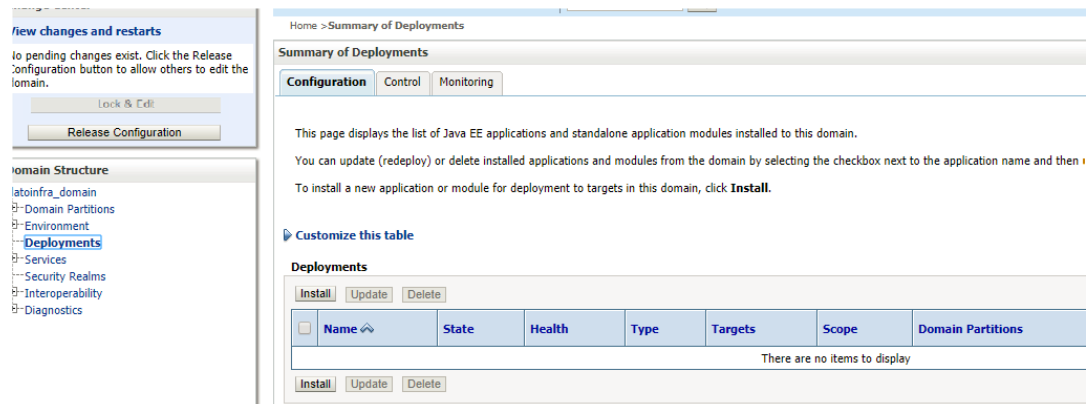 View changes and restarts
No pending changes exist. Click the Release
Configuration button to allow others to edit the
domain.
Lock & Edit
Release Configuration
Domain Structure
latoinfra_domain
Domain Partitions
Environment
Deployments
Services
Security Realms
Interoperability
Diagnostics
Home >Summary of Deployments
Summary of Deployments
Configuration Control Monitoring
This page displays the list of Java EE applications and standalone application modules installed to this domain.
You can update (redeploy) or delete installed applications and modules from the domain by selecting the checkbox next to the application name and then
To install a new application or module for deployment to targets in this domain, click Install.
Customize this table
Deployments
Install Update Delete
Name State Health Type Targets Scope Domain Partitions
There are no items to display
Install Update Delete